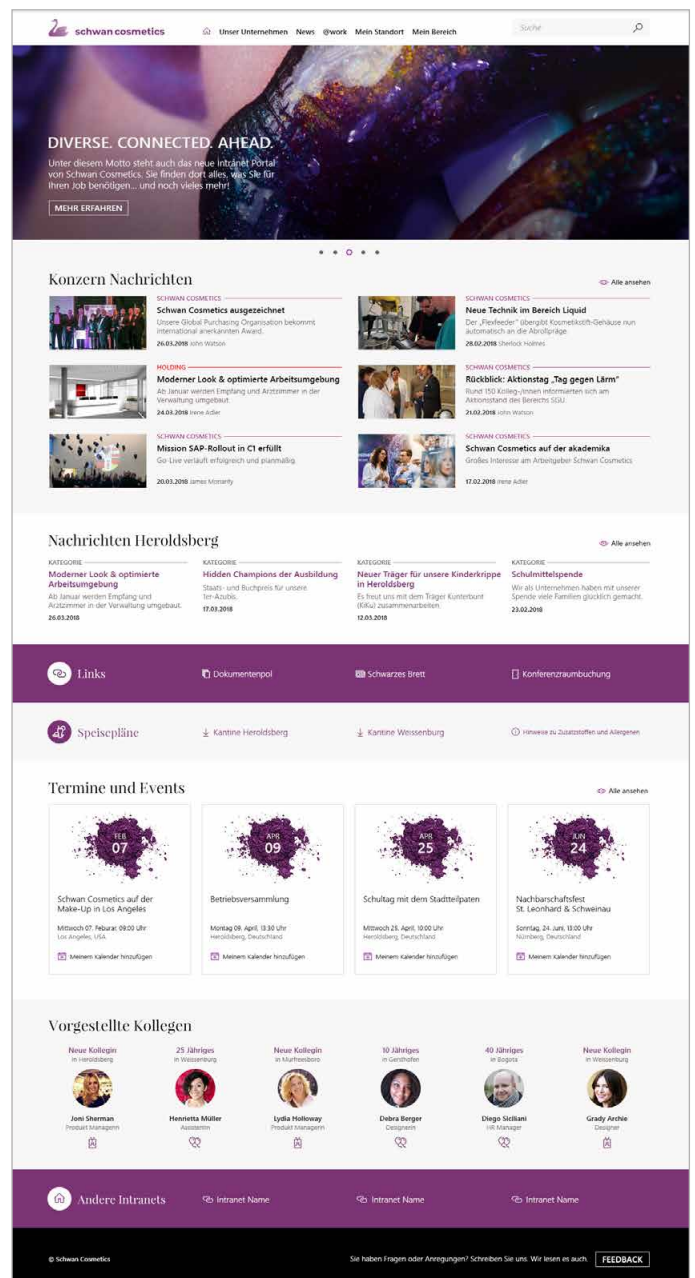 schwan cosmetics
Unser Unternehmen News @work Mein Standort Mein Bereich
Suche
DIVERSE. CONNECTED. AHEAD.
Unter diesem Motto steht auch das neue Intranet Portal
von Schwan Cosmetics. Sie finden dort alles, was Sie für
Ihren Job benötigen... und noch vieles mehr!
MEHR ERFAHREN
Konzern Nachrichten
Alle ansehen
SCHWAN COSMETICS
Schwan Cosmetics ausgezeichnet
Unsere Global Purchasing Organisation bekommt
international anerkannten Award.
26.03.2018 John Watson
SCHWAN COSMETICS
Neue Technik im Bereich Liquid
Der „Flexfeeder" übergibt Kosmetikstift-Gehäuse nun
automatisch an die Abrollpräge.
28.02.2018 Sherlock Holmes
HOLDING
Moderner Look & optimierte Arbeitsumgebung
Ab Januar werden Empfang und Arztzimmer in der
Verwaltung umgebaut.
24.03.2018 Irene Adler
SCHWAN COSMETICS
Rückblick: Aktionstag „Tag gegen Lärm"
Rund 150 Kolleg-/innen informierten sich am
Aktionsstand des Bereichs SGU.
21.02.2018 John Watson
SCHWAN COSMETICS
Mission SAP-Rollout in C1 erfüllt
Go-Live verläuft erfolgreich und planmäßig.
20.03.2018 James Moriarity
SCHWAN COSMETICS
Schwan Cosmetics auf der akademika
Großes Interesse am Arbeitgeber Schwan Cosmetics
17.02.2018 Irene Adler
Nachrichten Heroldsberg
Alle ansehen
KATEGORIE
Moderner Look & optimierte
Arbeitsumgebung
Ab Januar werden Empfang und
Arztzimmer in der Verwaltung umgebaut.
26.03.2018
KATEGORIE
Hidden Champions der Ausbildung
Staats- und Buchpreis für unsere
1er-Azubis.
17.03.2018
KATEGORIE
Neuer Träger für unsere Kinderkrippe
in Heroldsberg
Es freut uns mit dem Träger Kunterbunt
(KiKu) zusammenarbeiten.
12.03.2018
KATEGORIE
Schulmittelspende
Wir als Unternehmen haben mit unserer
Spende viele Familien glücklich gemacht.
23.02.2018
Links
Dokumentenpol
Schwarzes Brett
Konferenzraumbuchung
Speisepläne
Kantine Heroldsberg
Kantine Weissenburg
Hinweise zu Zusatzstoffen und Allergenen
Termine und Events
Alle ansehen
FEB
07
Schwan Cosmetics auf der
Make-Up in Los Angeles
Mittwoch 07. Feburar, 09:00 Uhr
Los Angeles, USA
Meinem Kalender hinzufügen
APR
09
Betriebsversammlung
Montag 09. April, 13:30 Uhr
Heroldsberg, Deutschland
Meinem Kalender hinzufügen
APR
25
Schultag mit dem Stadtteilpaten
Mittwoch 25. April, 10:00 Uhr
Heroldsberg, Deutschland
Meinem Kalender hinzufügen
JUN
24
Nachbarschaftsfest
St. Leonhard & Schweinau
Sonntag, 24. Juni, 13:00 Uhr
Nürnberg, Deutschland
Meinem Kalender hinzufügen
Vorgestellte Kollegen
Neue Kollegin
in Heroldsberg
Joni Sherman
Produkt Managerin
25 Jähriges
in Weissenburg
Henrietta Müller
Assistentin
Neue Kollegin
in Murfreesboro
Lydia Holloway
Produkt Managerin
10 Jähriges
in Gersthofen
Debra Berger
Designerin
40 Jähriges
in Bogota
Diego Siciliani
HR Manager
Neue Kollegin
in Weissenburg
Grady Archie
Designer
Andere Intranets
Intranet Name
Intranet Name
Intranet Name
© Schwan Cosmetics
Sie haben Fragen oder Anregungen? Schreiben Sie uns. Wir lesen es auch.
FEEDBACK